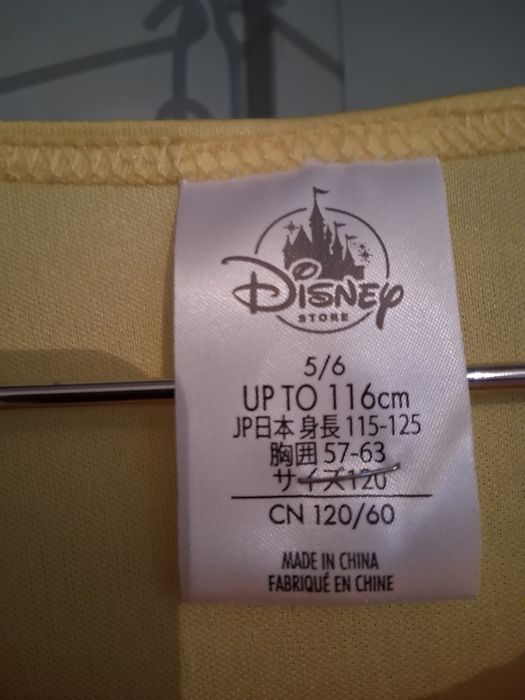 Disney
STORE
5/6
UP TO 116cm
JP日本 身長 115-125
胸囲 57-63
サイズ120
CN 120/60
MADE IN CHINA
FABRIQUÉ EN CHINE